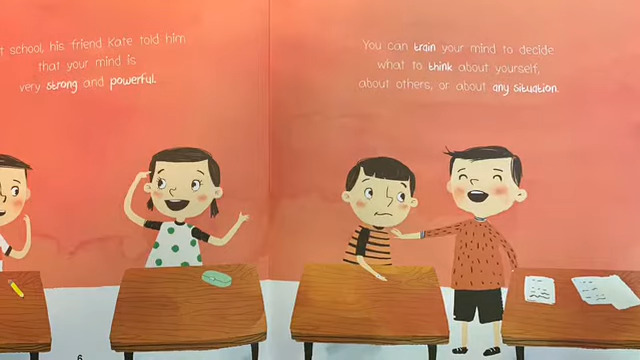 t school, his friend Kate told him
that your mind is
very strong and powerful.
You can train your mind to decide
what to think about yourself,
about others, or about any situation.
6